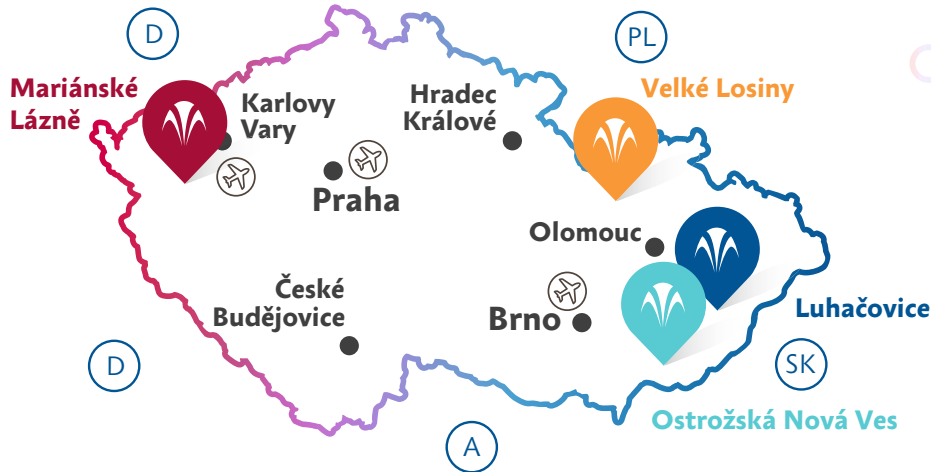 D
PL
Mariánské
Lázně
Karlovy
Vary
Hradec
Králové
Velké Losiny
Praha
Olomouc
České
Budějovice
Brno
Luhačovice
D
SK
Ostrožská Nová Ves
A